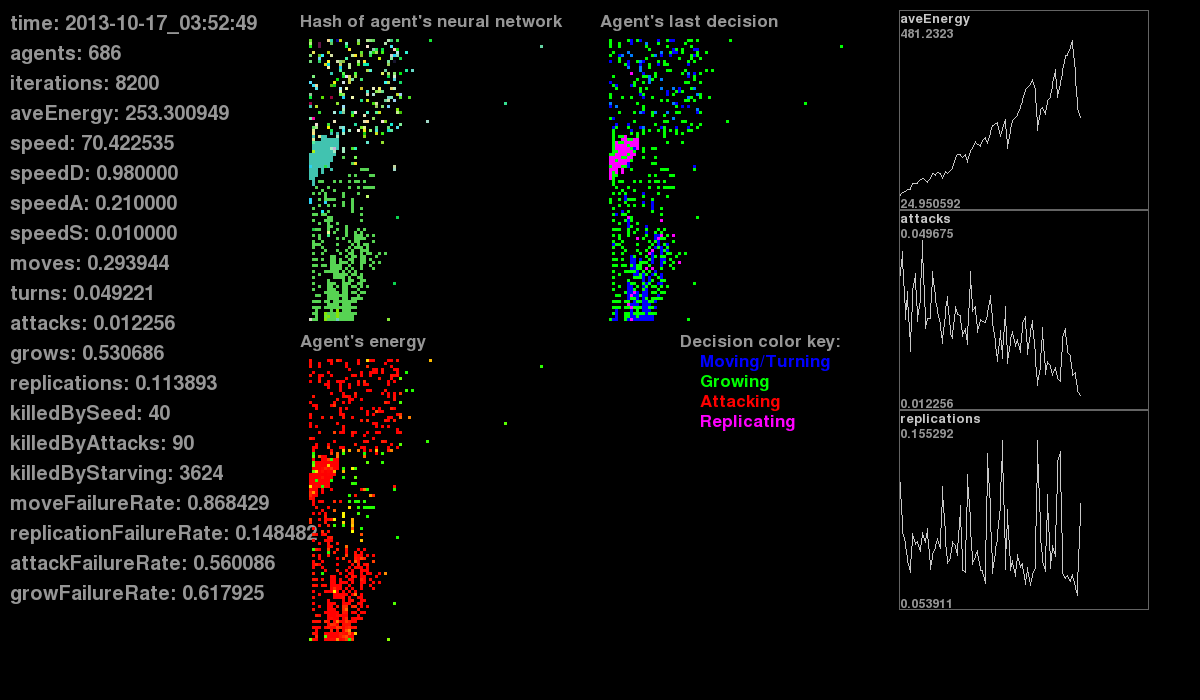 time: 2013-10-17_03:52:49
agents: 686
iterations: 8200
aveEnergy: 253.300949
speed: 70.422535
speedD: 0.980000
speedA: 0.210000
speedS: 0.010000
moves: 0.293944
turns: 0.049221
attacks: 0.012256
grows: 0.530686
replications: 0.113893
killedBySeed: 40
killedByAttacks: 90
killedByStarving: 3624
moveFailureRate: 0.868429
replicationFailureRate: 0.148482
attackFailureRate: 0.560086
growFailureRate: 0.617925
Hash of agent's neural network
Agent's last decision
Agent's energy
Decision color key:
Moving/Turning
Growing
Attacking
Replicating
aveEnergy
481.2323
24.950592
attacks
0.049675
0.012256
replications
0.155292
0.053911